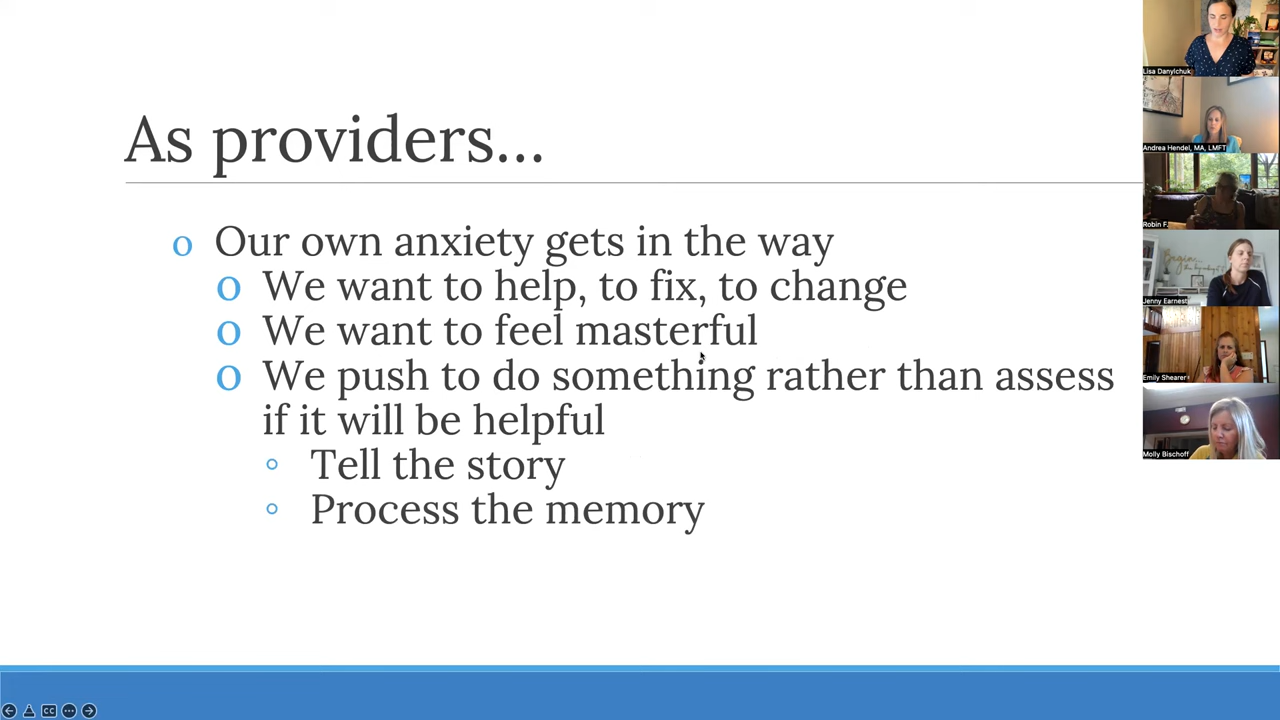 As providers...
o Our own anxiety gets in the way
o We want to help, to fix, to change
o We want to feel masterful
o We push to do something rather than assess
if it will be helpful
Tell the story
Process the memory
Lisa Danylchuk
Andrea Hendel, MA, LMFT
Robin F.
Jenny Earnest
Emily Shearer
Molly Bischoff
CC